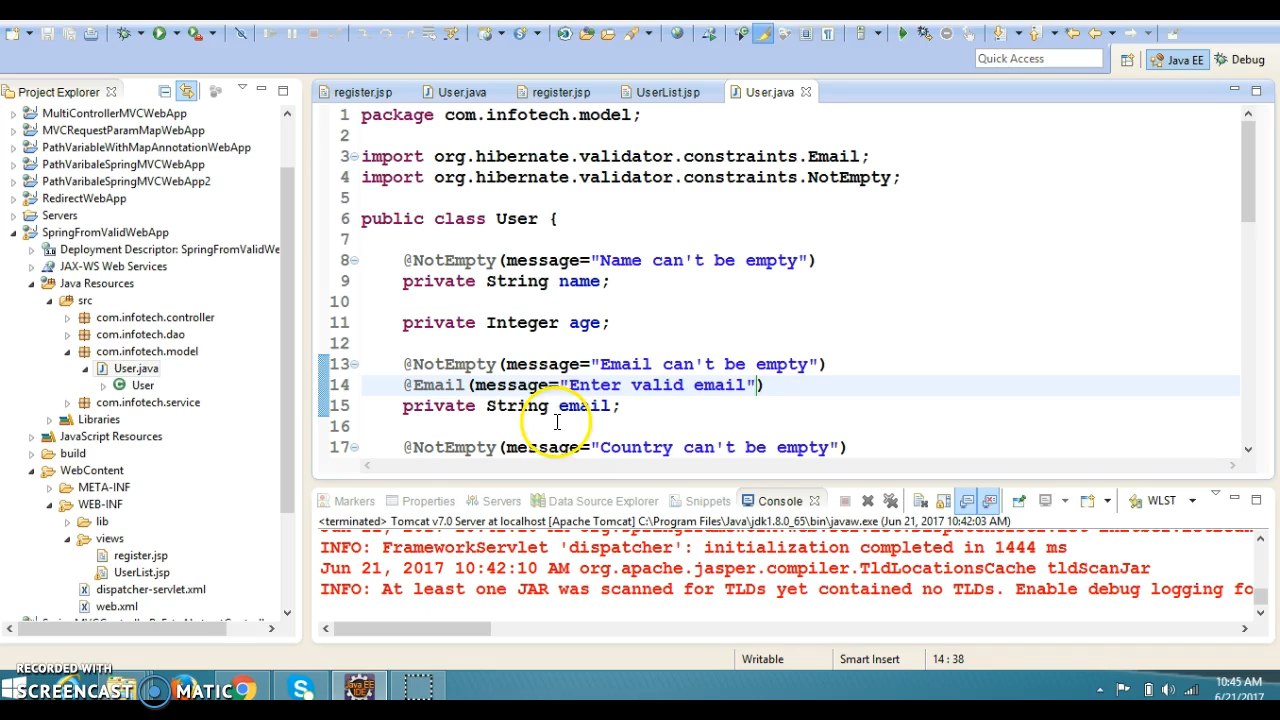 Quick Access
Java EE
Debug
Project Explorer
MultiControllerMVCWebApp
MVCRequestParamMapWebApp
PathVariableWithMapAnnotationWebApp
PathVaribaleSpringMVCWebApp
PathVaribaleSpringMVCWebApp2
RedirectWebApp
Servers
SpringFromValidWebApp
Deployment Descriptor: SpringFromValidWe
JAX-WS Web Services
Java Resources
src
com.infotech.controller
com.infotech.dao
com.infotech.model
User.java
User
com.infotech.service
Libraries
JavaScript Resources
build
WebContent
META-INF
WEB-INF
lib
views
register.jsp
UserList.jsp
dispatcher-servlet.xml
web.xml
register.jsp User.java register.jsp UserList.jsp User.java
1 package com.infotech.model;
2
3 import org.hibernate.validator.constraints.Email;
4 import org.hibernate.validator.constraints.NotEmpty;
5
6 public class User {
7
8 @NotEmpty(message="Name can't be empty")
9 private String name;
10
11 private Integer age;
12
13 @NotEmpty(message="Email can't be empty")
14 @Email(message="Enter valid email")
15 private String email;
16
17 @NotEmpty(message="Country can't be empty")
Markers Properties Servers Data Source Explorer Snippets Console WLST
<terminated> Tomcat v7.0 Server at localhost [Apache Tomcat] C:\Program Files\Java\jdk1.8.0_65\bin\javaw.exe (Jun 21, 2017 10:42:03 AM)
INFO: FrameworkServlet 'dispatcher': initialization completed in 1444 ms
Jun 21, 2017 10:42:10 AM org.apache.jasper.compiler.TldLocationsCache tldScanJar
INFO: At least one JAR was scanned for TLDs yet contained no TLDs. Enable debug logging fo
Writable Smart Insert 14 : 38
RECORDED WITH
SCREENCAST MATIC
Java EE
IDE
10:45 AM
6/21/2017